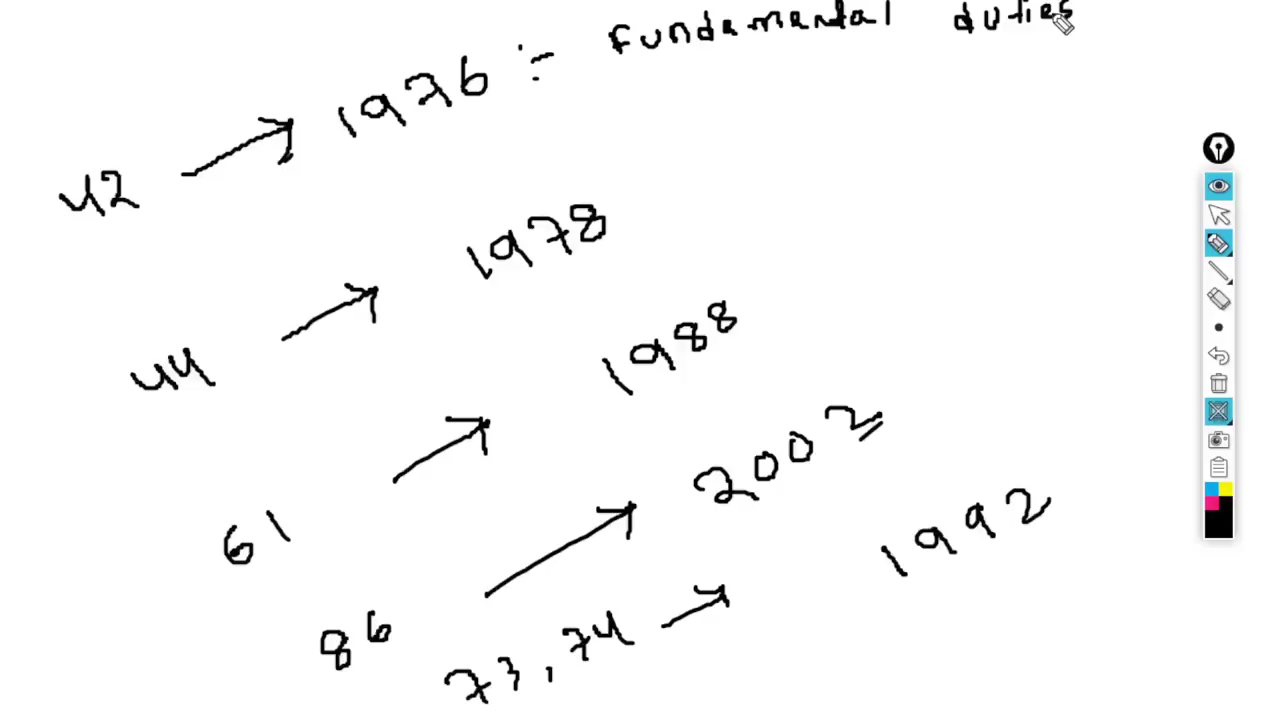 42 → 1976 :- fundamental duties
44 → 1978
61 → 1988
86 → 2002
73, 74 → 1992